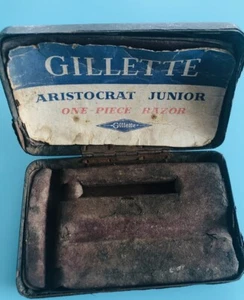 GILLETTE
ARISTOCRAT JUNIOR
ONE-PIECE RAZOR
Gillette